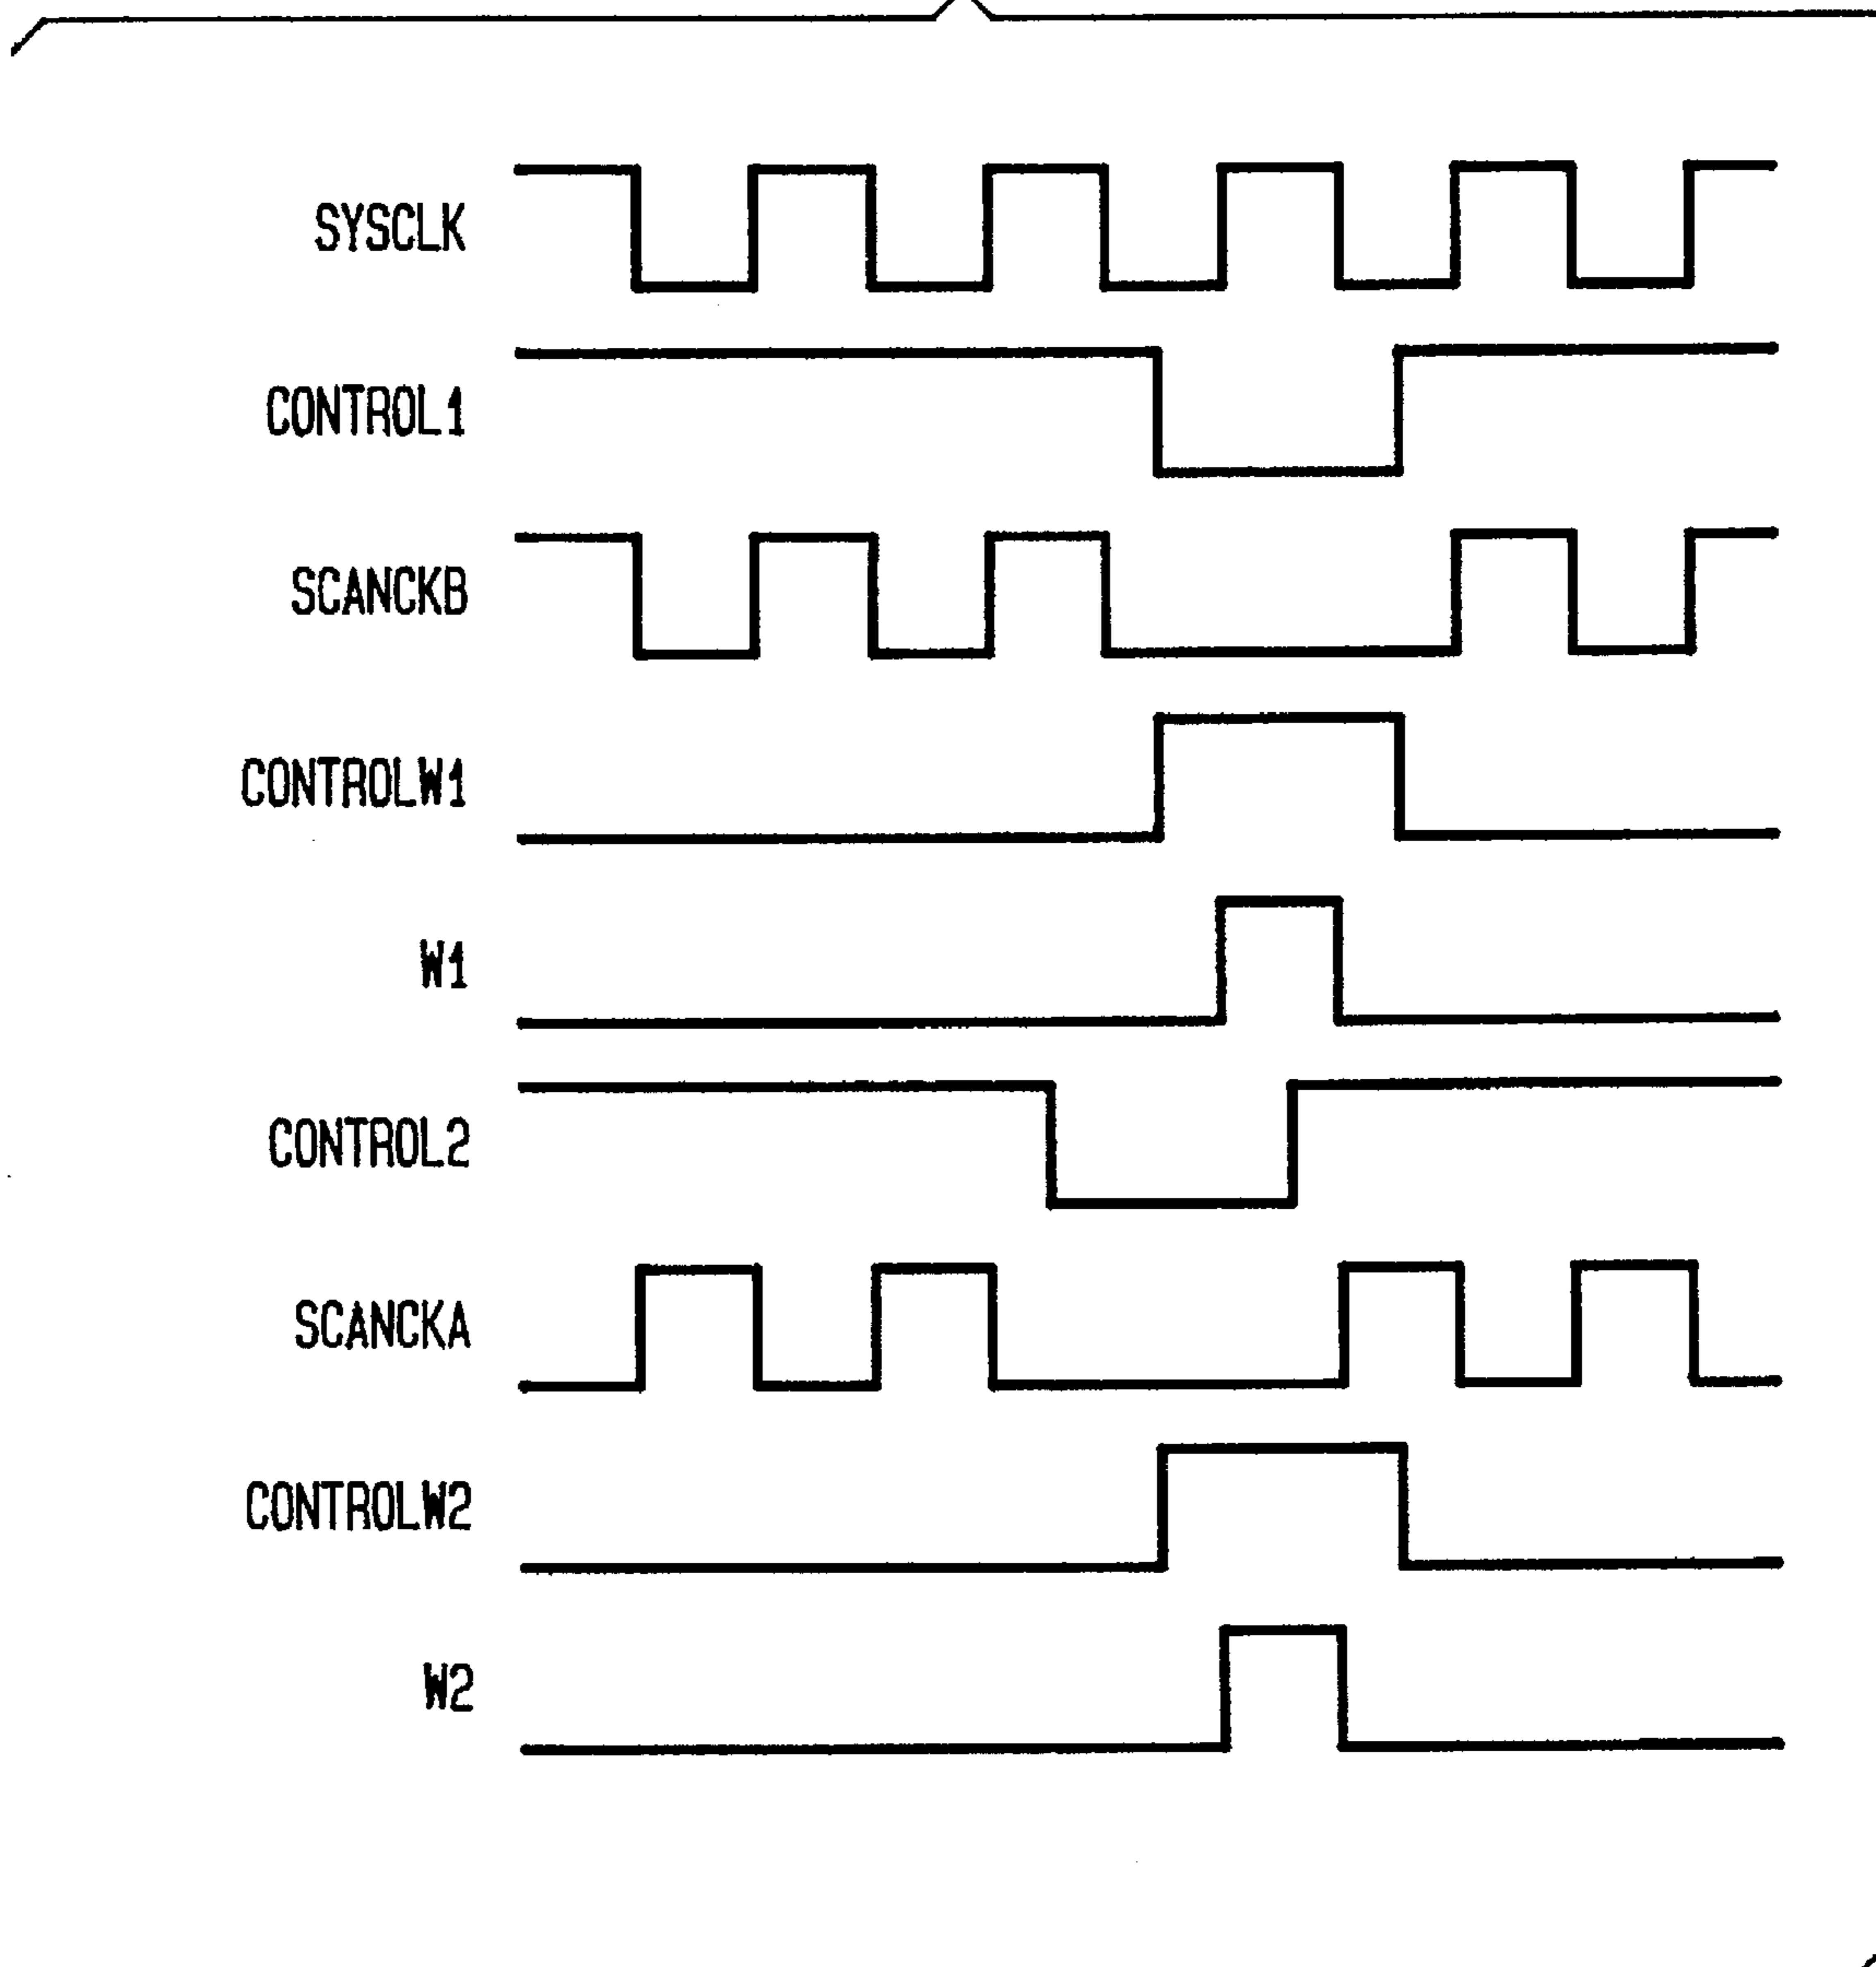 SYSCLK
CONTROL1
SCANCKB
CONTROLW1
W1
CONTROL2
SCANCKA
CONTROLW2
W2